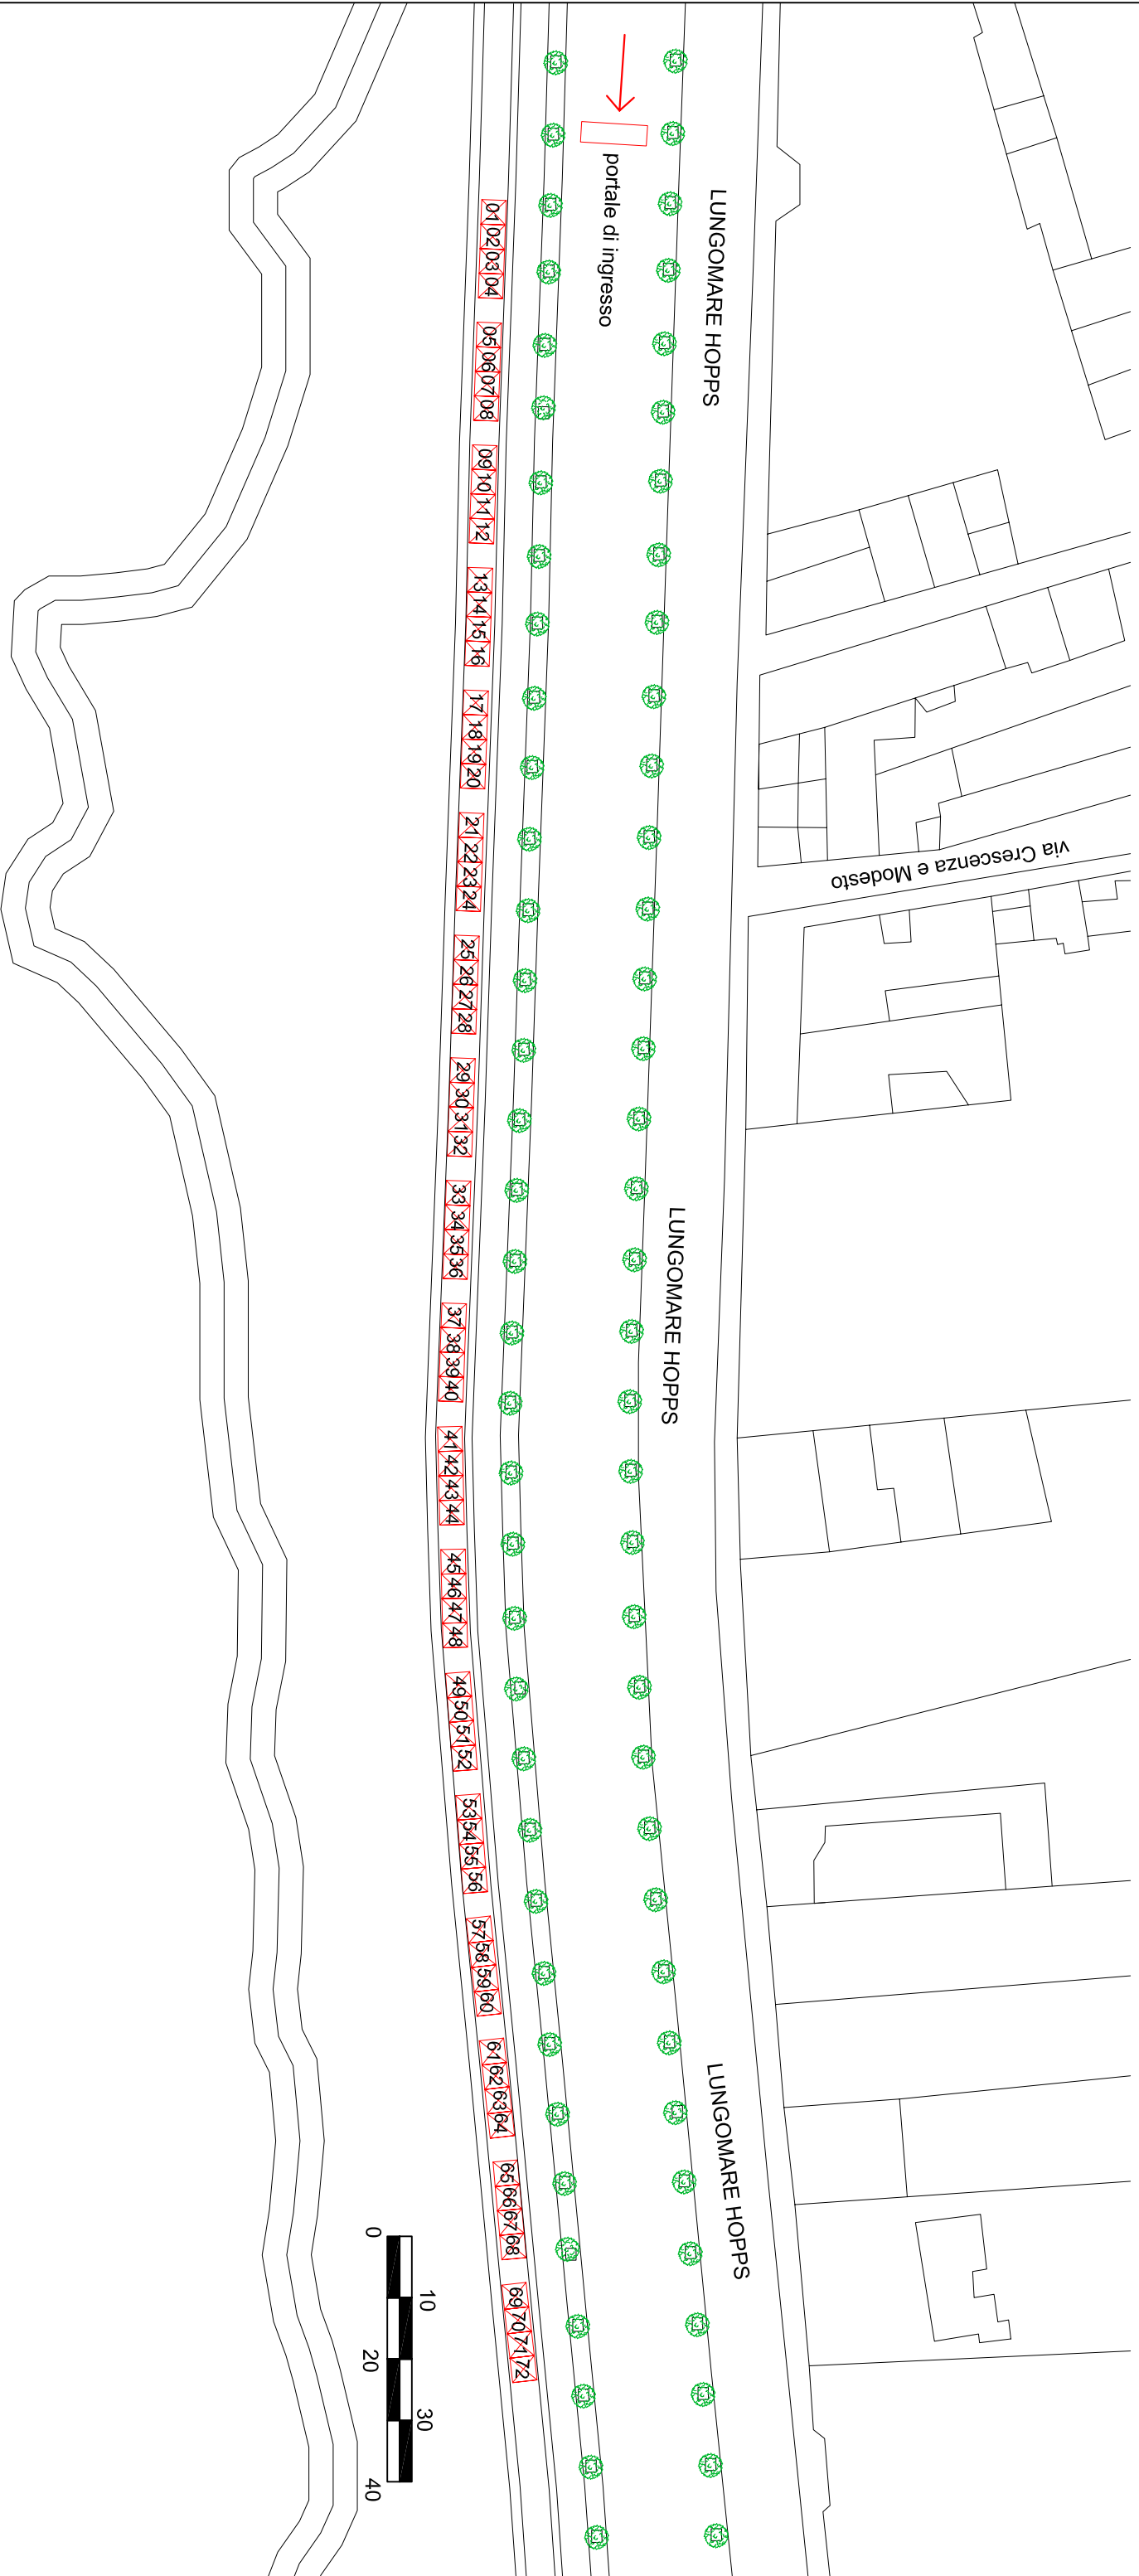 portale di ingresso
LUNGOMARE HOPPS
01 02 03 04
05 06 07 08
09 10 11 12
13 14 15 16
17 18 19 20
21 22 23 24
via Crescenza e Modesto
25 26 27 28
29 30 31 32
33 34 35 36
LUNGOMARE HOPPS
37 38 39 40
41 42 43 44
45 46 47 48
49 50 51 52
53 54 55 56
57 58 59 60
61 62 63 64
LUNGOMARE HOPPS
65 66 67 68
69 70 71 72
0 10 20 30 40